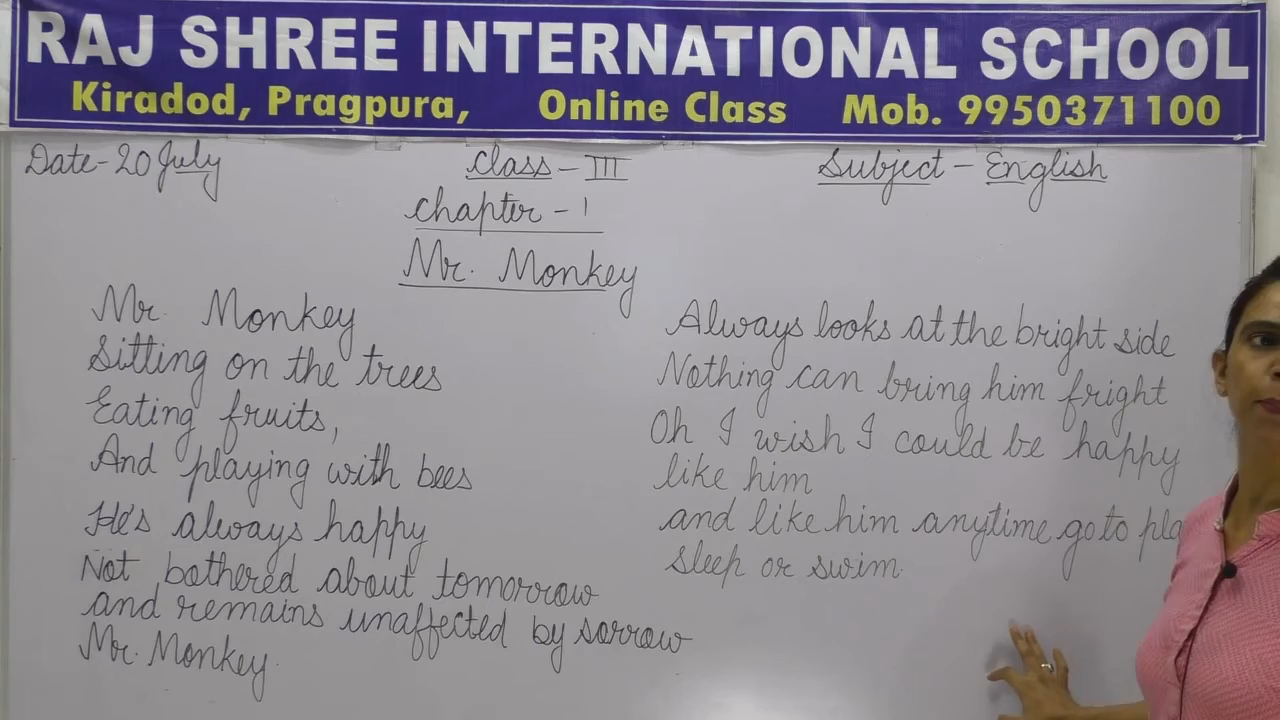 RAJ SHREE INTERNATIONAL SCHOOL
Kiradod, Pragpura, Online Class Mob. 9950371100
Date-20 July Class-III Subject-English
Chapter-1
Mr. Monkey
Mr. Monkey
Sitting on the trees
Eating fruits,
And playing with bees
He's always happy
Not bothered about tomorrow
and remains unaffected by sorrow
Mr. Monkey.
Always looks at the bright side
Nothing can bring him fright
Oh I wish I could be happy
like him
and like him anytime go to pla
sleep or swim.